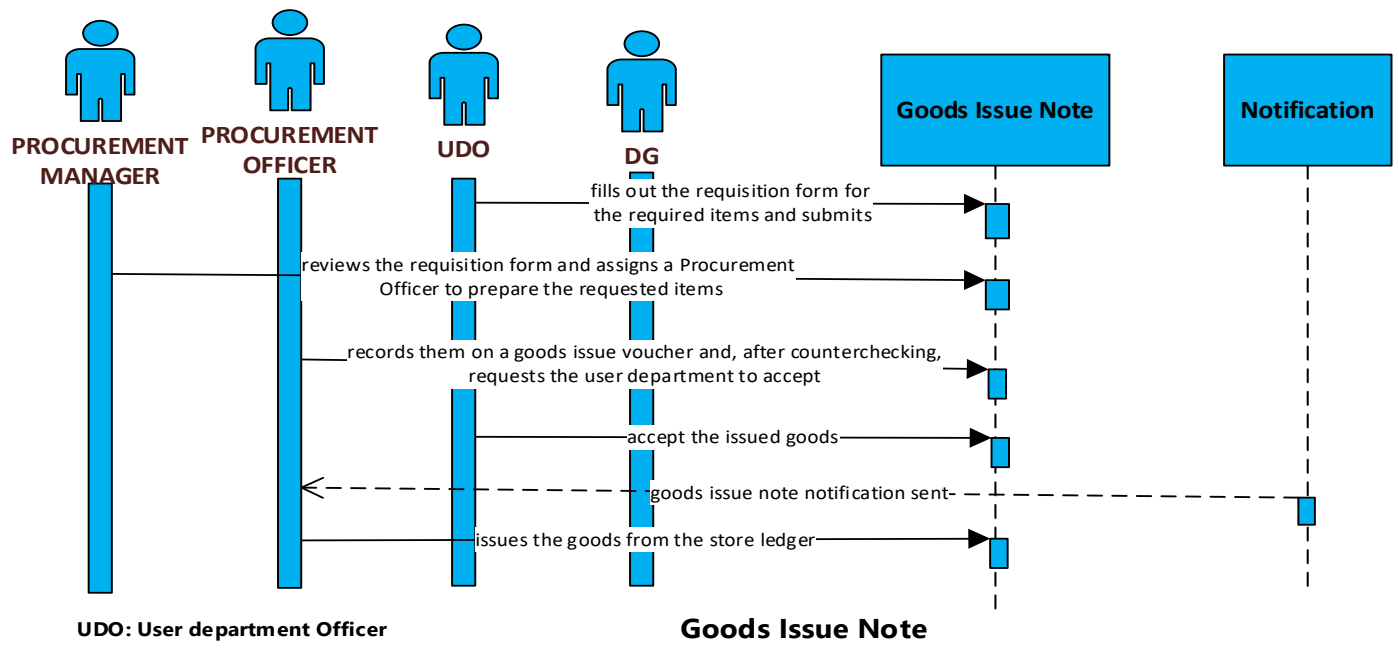 PROCUREMENT
MANAGER
PROCUREMENT
OFFICER
UDO
DG
Goods Issue Note
Notification
fills out the requisition form for
the required items and submits
reviews the requisition form and assigns a Procurement
Officer to prepare the requested items
records them on a goods issue voucher and, after counterchecking,
requests the user department to accept
accept the issued goods
goods issue note notification sent
issues the goods from the store ledger
UDO: User department Officer
Goods Issue Note